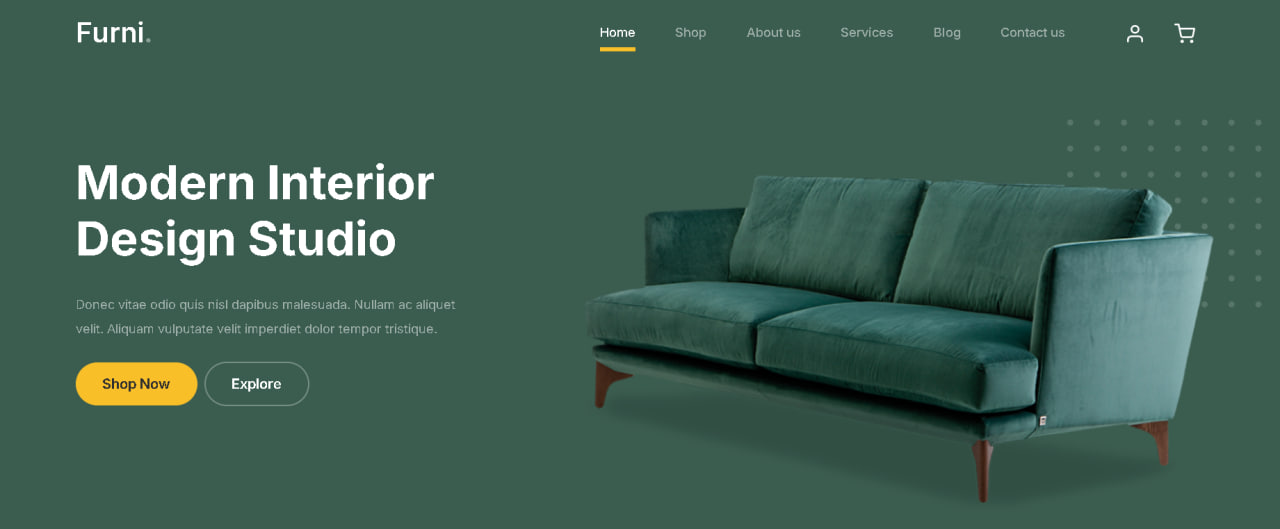 Furni.
Home Shop About us Services Blog Contact us
Modern Interior
Design Studio
Donec vitae odio quis nisl dapibus malesuada. Nullam ac aliquet
velit. Aliquam vulputate velit imperdiet dolor tempor tristique.
Shop Now Explore